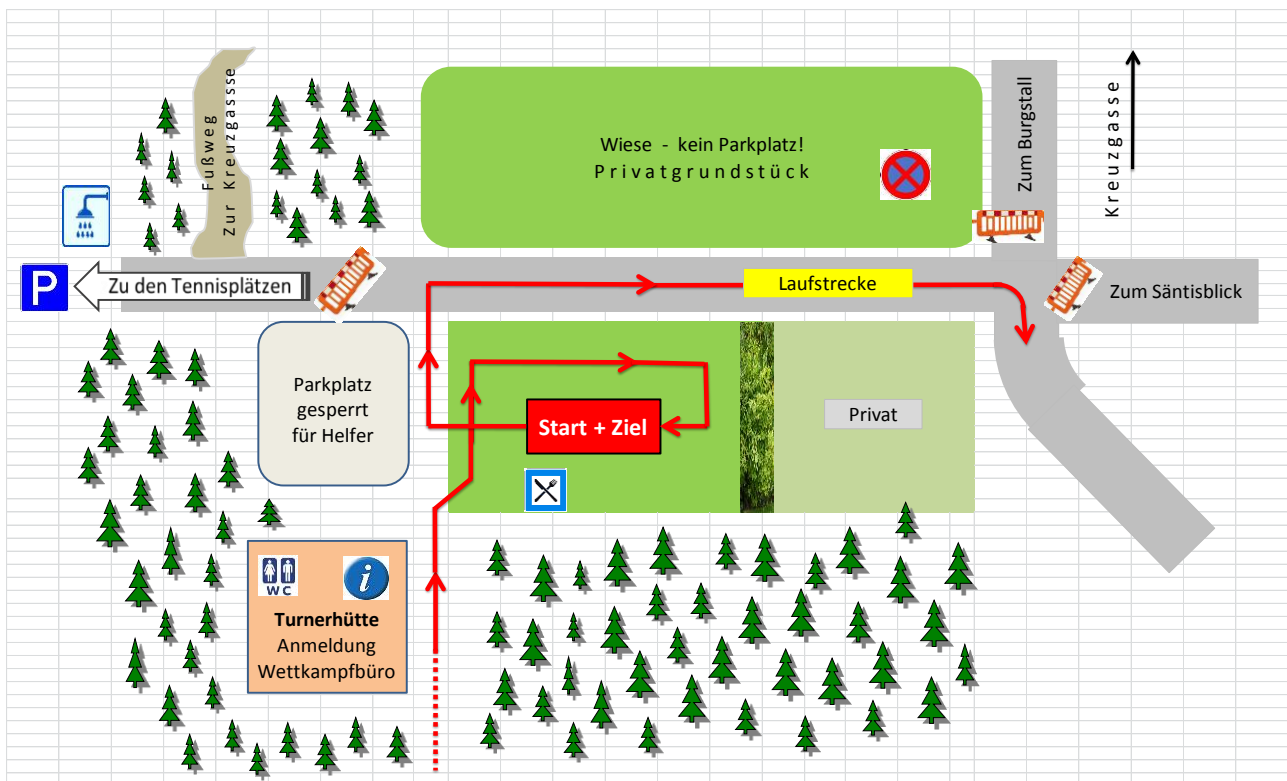 Fußweg
Zur Kreuzgassse
Wiese - kein Parkplatz!
Privatgrundstück
Zum Burgstall
Kreuzgasse
P
Zu den Tennisplätzen
Laufstrecke
Zum Säntisblick
Parkplatz
gesperrt
für Helfer
Start + Ziel
Privat
WC
i
Turnerhütte
Anmeldung
Wettkampfbüro